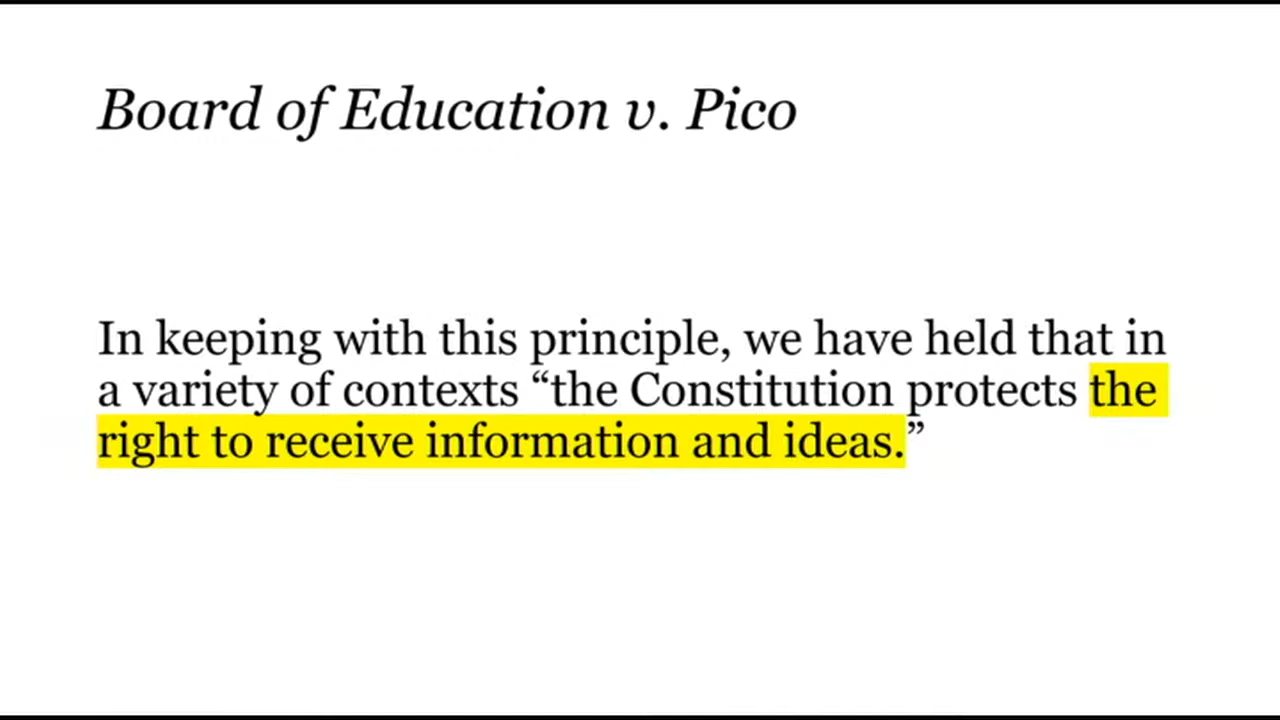 Board of Education v. Pico
In keeping with this principle, we have held that in
a variety of contexts “the Constitution protects the
right to receive information and ideas.”